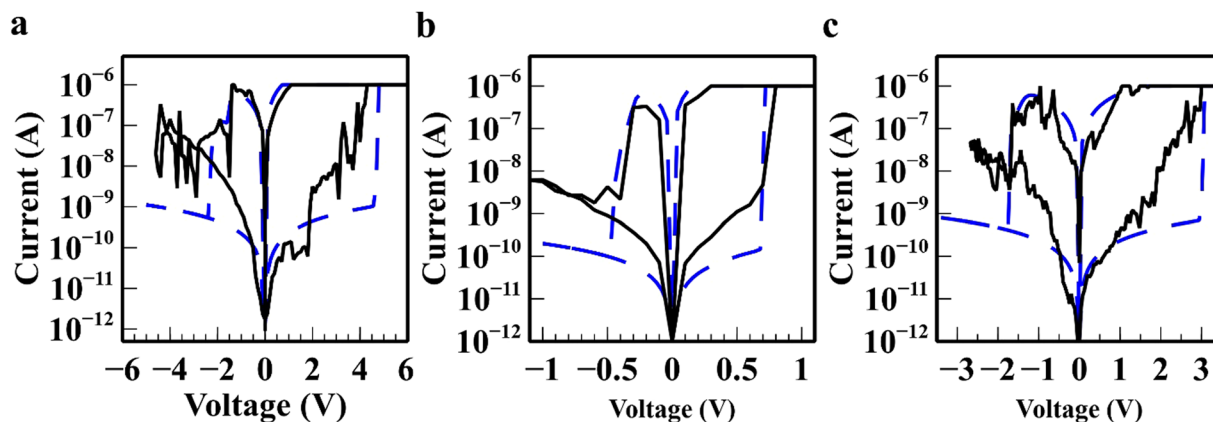 a
b
c
10⁻⁶
10⁻⁷
10⁻⁸
10⁻⁹
10⁻¹⁰
10⁻¹¹
10⁻¹²
Current (A)
−6 −4 −2 0 2 4 6
Voltage (V)
10⁻⁶
10⁻⁷
10⁻⁸
10⁻⁹
10⁻¹⁰
10⁻¹¹
10⁻¹²
Current (A)
−1 −0.5 0 0.5 1
Voltage (V)
10⁻⁶
10⁻⁷
10⁻⁸
10⁻⁹
10⁻¹⁰
10⁻¹¹
10⁻¹²
Current (A)
−3 −2 −1 0 1 2 3
Voltage (V)